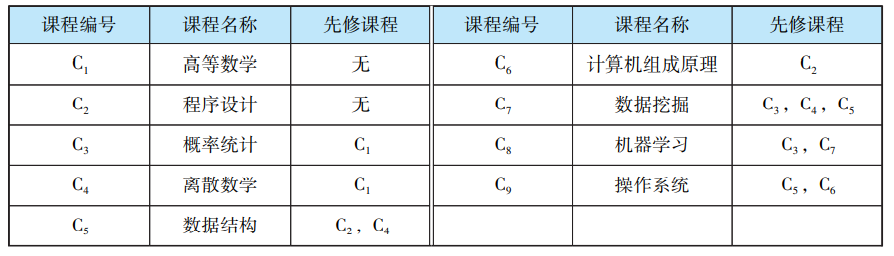 课程编号 课程名称 先修课程 课程编号 课程名称 先修课程
C₁ 高等数学 无 C₆ 计算机组成原理 C₂
C₂ 程序设计 无 C₇ 数据挖掘 C₃, C₄, C₅
C₃ 概率统计 C₁ C₈ 机器学习 C₃, C₇
C₄ 离散数学 C₁ C₉ 操作系统 C₅, C₆
C₅ 数据结构 C₂, C₄